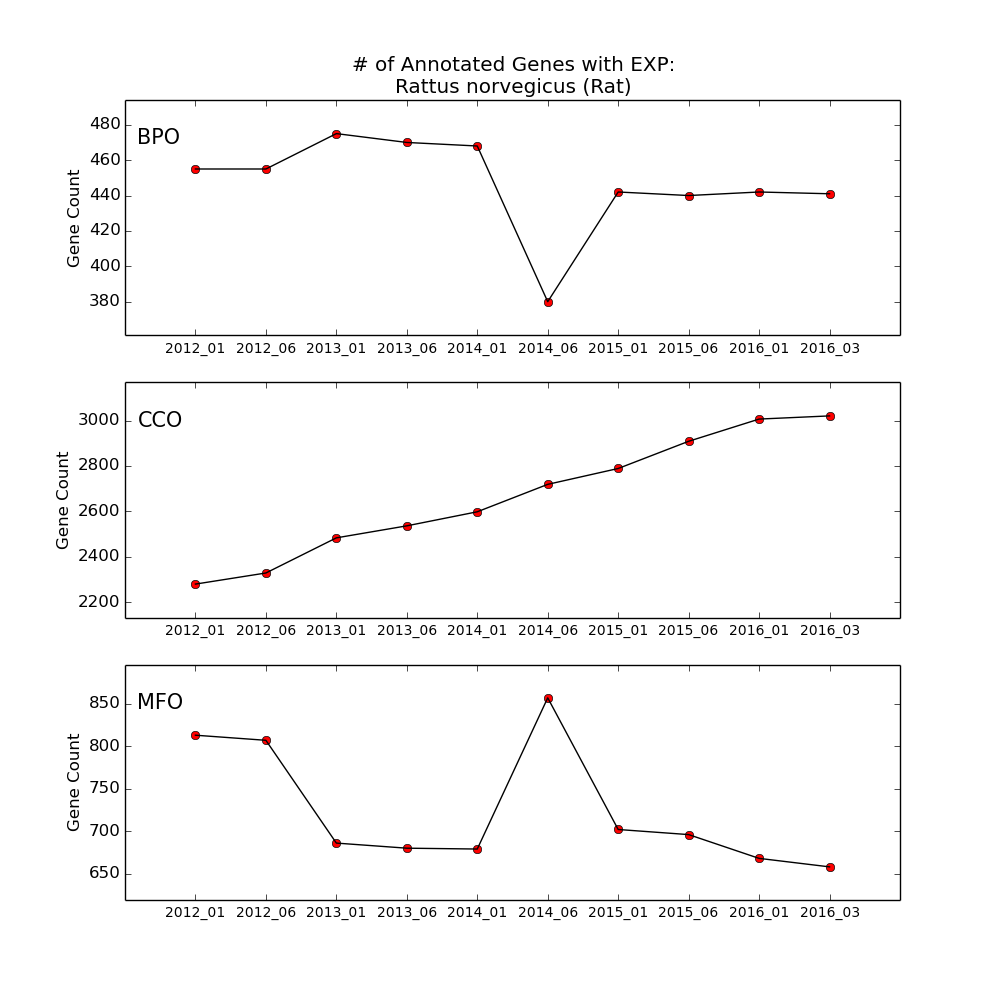 # of Annotated Genes with EXP:
Rattus norvegicus (Rat)
BPO
Gene Count
480
460
440
420
400
380
2012_01 2012_06 2013_01 2013_06 2014_01 2014_06 2015_01 2015_06 2016_01 2016_03
CCO
Gene Count
3000
2800
2600
2400
2200
2012_01 2012_06 2013_01 2013_06 2014_01 2014_06 2015_01 2015_06 2016_01 2016_03
MFO
Gene Count
850
800
750
700
650
2012_01 2012_06 2013_01 2013_06 2014_01 2014_06 2015_01 2015_06 2016_01 2016_03